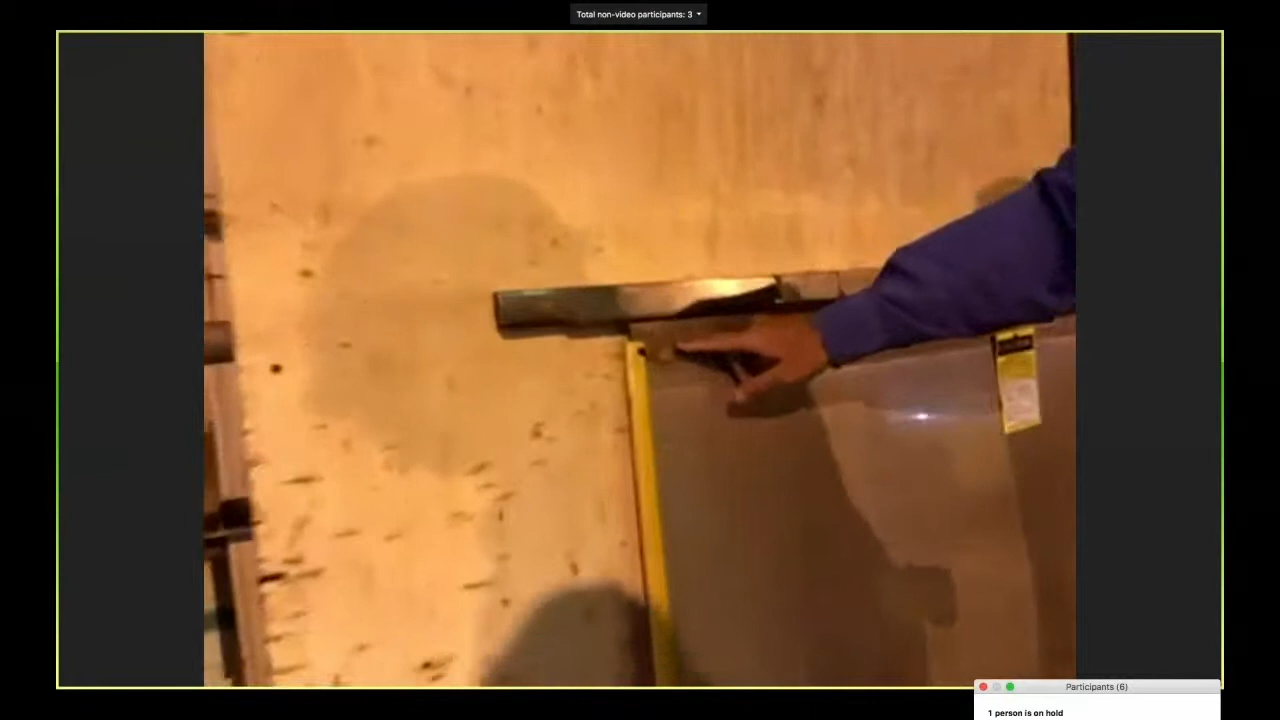 Total non-video participants: 3
Participants (6)
1 person is on hold